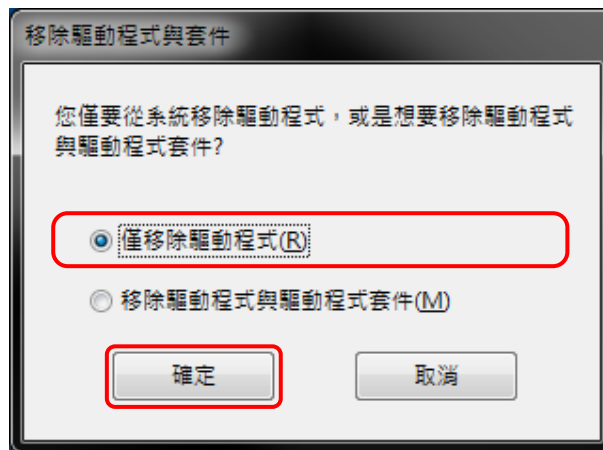 移除驅動程式與套件
您僅要從系統移除驅動程式，或是想要移除驅動程式
與驅動程式套件?
僅移除驅動程式(R)
移除驅動程式與驅動程式套件(M)
確定 取消